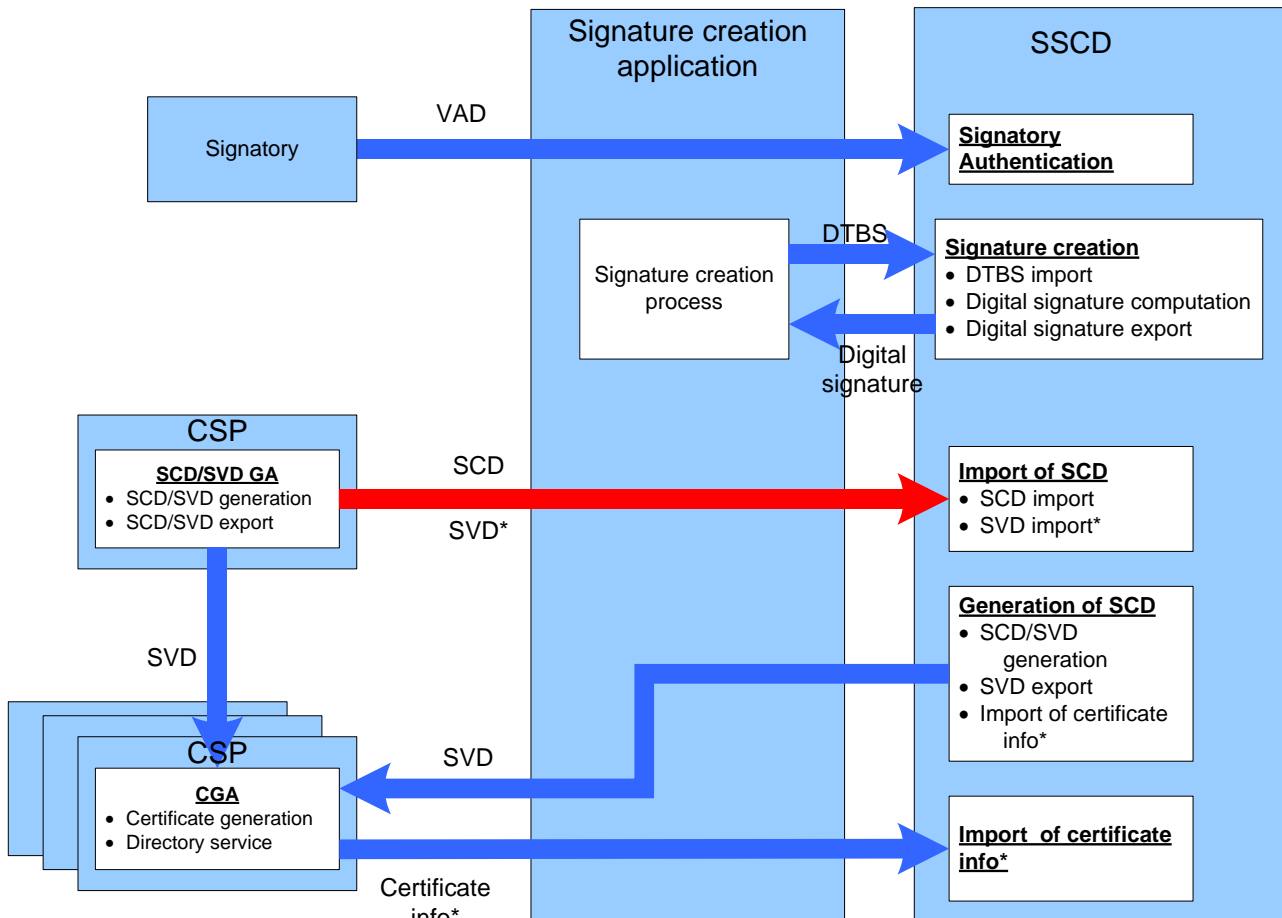 Signature creation
application
SSCD
Signatory
VAD
Signatory
Authentication
Signature creation
process
DTBS
Digital
signature
Signature creation
• DTBS import
• Digital signature computation
• Digital signature export
CSP
SCD/SVD GA
• SCD/SVD generation
• SCD/SVD export
SCD
SVD*
Import of SCD
• SCD import
• SVD import*
SVD
Generation of SCD
• SCD/SVD
generation
• SVD export
• Import of certificate
info*
CSP
CGA
• Certificate generation
• Directory service
SVD
Certificate
info*
Import of certificate
info*